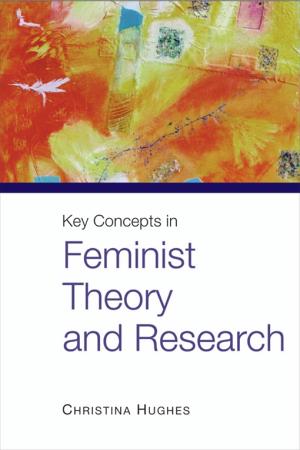 Key Concepts in
Feminist
Theory
and Research
CHRISTINA HUGHES